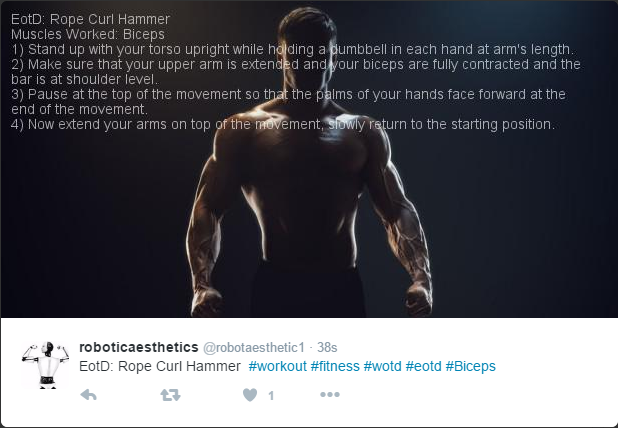 EotD: Rope Curl Hammer
Muscles Worked: Biceps
1) Stand up with your torso upright while holding a dumbbell in each hand at arm's length.
2) Make sure that your upper arm is extended and your biceps are fully contracted and the
bar is at shoulder level.
3) Pause at the top of the movement so that the palms of your hands face forward at the
end of the movement.
4) Now extend your arms on top of the movement, slowly return to the starting position.
roboticaesthetics @robotaesthetic1 · 38s
EotD: Rope Curl Hammer #workout #fitness #wotd #eotd #Biceps
1